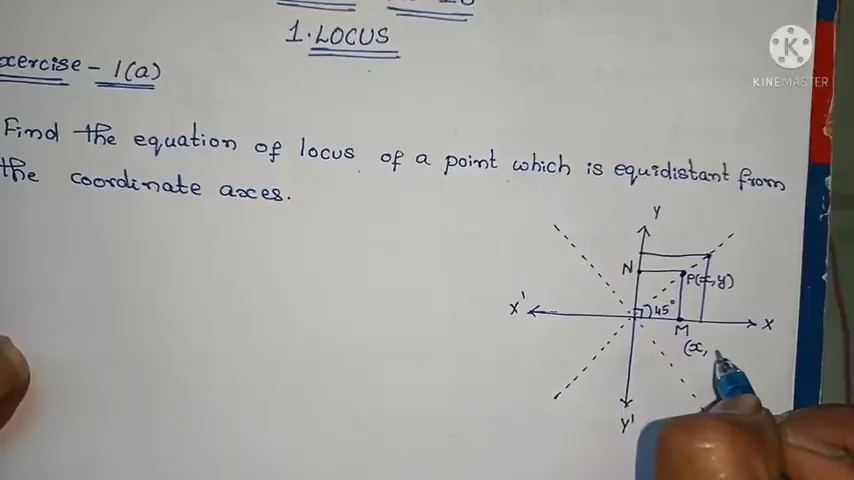 1. LOCUS
xercise - 1(a)
Find the equation of locus of a point which is equidistant from
the coordinate axes.
Y
N
P(x,y)
X'
45°
X
M
(x,
Y'
K
KINEMASTER